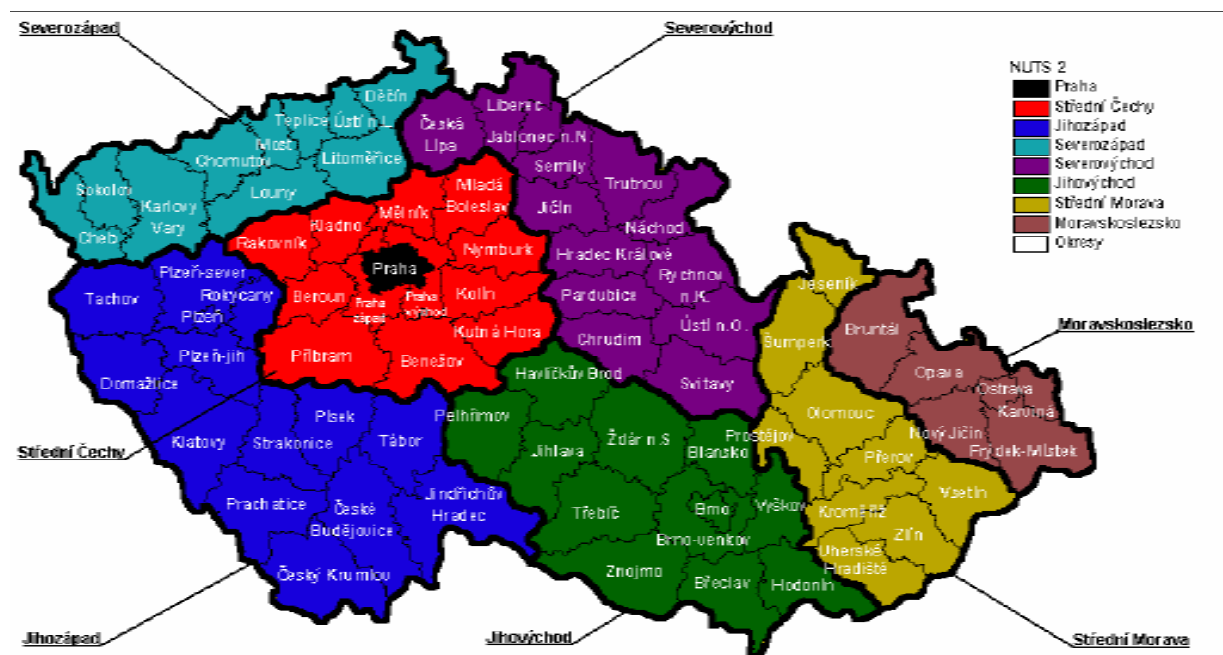 Severozápad
Severovýchod
NUTS 2
Praha
Střední Čechy
Jihozápad
Severozápad
Severovýchod
Jihovýchod
Střední Morava
Moravskoslezsko
Okresy
Děčín
Teplice
Ústí n.L.
Most
Chomutov
Litoměřice
Louny
Sokolov
Karlovy
Vary
Cheb
Liberec
Česká
Lípa
Jablonec n.N.
Semily
Trutnov
Jičín
Náchod
Hradec Králové
Rychnov
n.K.
Pardubice
Ústí n.O.
Chrudim
Svitavy
Mladá
Boleslav
Mělník
Kladno
Rakovník
Nymburk
Praha
Beroun
Praha
západ
Praha
východ
Kolín
Kutná Hora
Příbram
Benešov
Plzeň-sever
Tachov
Rokycany
Plzeň
Plzeň-jih
Domažlice
Klatovy
Písek
Strakonice
Tábor
Prachatice
České
Budějovice
Jindřichův
Hradec
Český Krumlov
Havlíčkův Brod
Pelhřimov
Jihlava
Žďár n.S
Blansko
Třebíč
Brno
Vyškov
Brno-venkov
Znojmo
Břeclav
Hodonín
Jeseník
Šumperk
Olomouc
Prostějov
Přerov
Kroměříž
Vsetín
Zlín
Uherské
Hradiště
Bruntál
Opava
Ostrava
Karviná
Nový Jičín
Frýdek-Místek
Moravskoslezsko
Střední Čechy
Jihozápad
Jihovýchod
Střední Morava